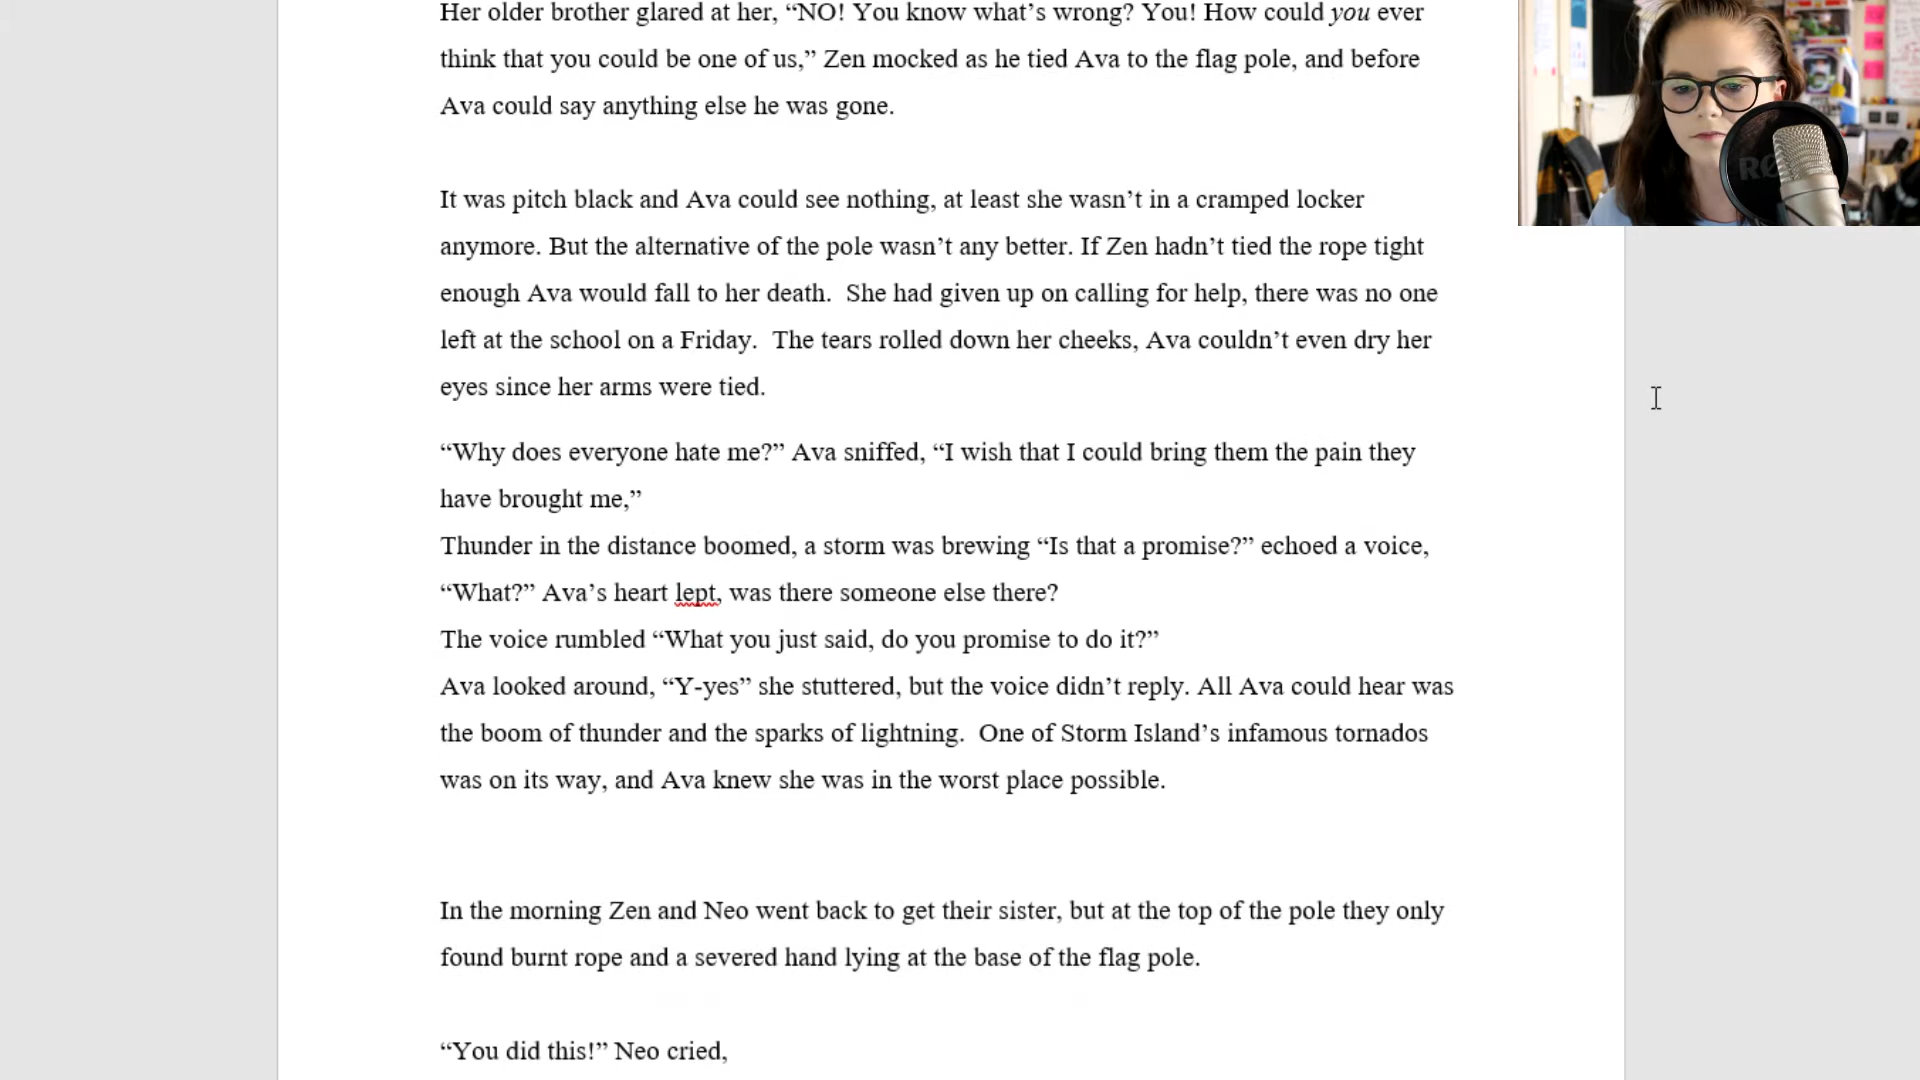 Her older brother glared at her, “NO! You know what’s wrong? You! How could you ever
think that you could be one of us,” Zen mocked as he tied Ava to the flag pole, and before
Ava could say anything else he was gone.
It was pitch black and Ava could see nothing, at least she wasn’t in a cramped locker
anymore. But the alternative of the pole wasn’t any better. If Zen hadn’t tied the rope tight
enough Ava would fall to her death.  She had given up on calling for help, there was no one
left at the school on a Friday.  The tears rolled down her cheeks, Ava couldn’t even dry her
eyes since her arms were tied.
“Why does everyone hate me?” Ava sniffed, “I wish that I could bring them the pain they
have brought me,”
Thunder in the distance boomed, a storm was brewing “Is that a promise?” echoed a voice,
“What?” Ava’s heart lept, was there someone else there?
The voice rumbled “What you just said, do you promise to do it?”
Ava looked around, “Y-yes” she stuttered, but the voice didn’t reply. All Ava could hear was
the boom of thunder and the sparks of lightning.  One of Storm Island’s infamous tornados
was on its way, and Ava knew she was in the worst place possible.
In the morning Zen and Neo went back to get their sister, but at the top of the pole they only
found burnt rope and a severed hand lying at the base of the flag pole.
“You did this!” Neo cried,
RØ